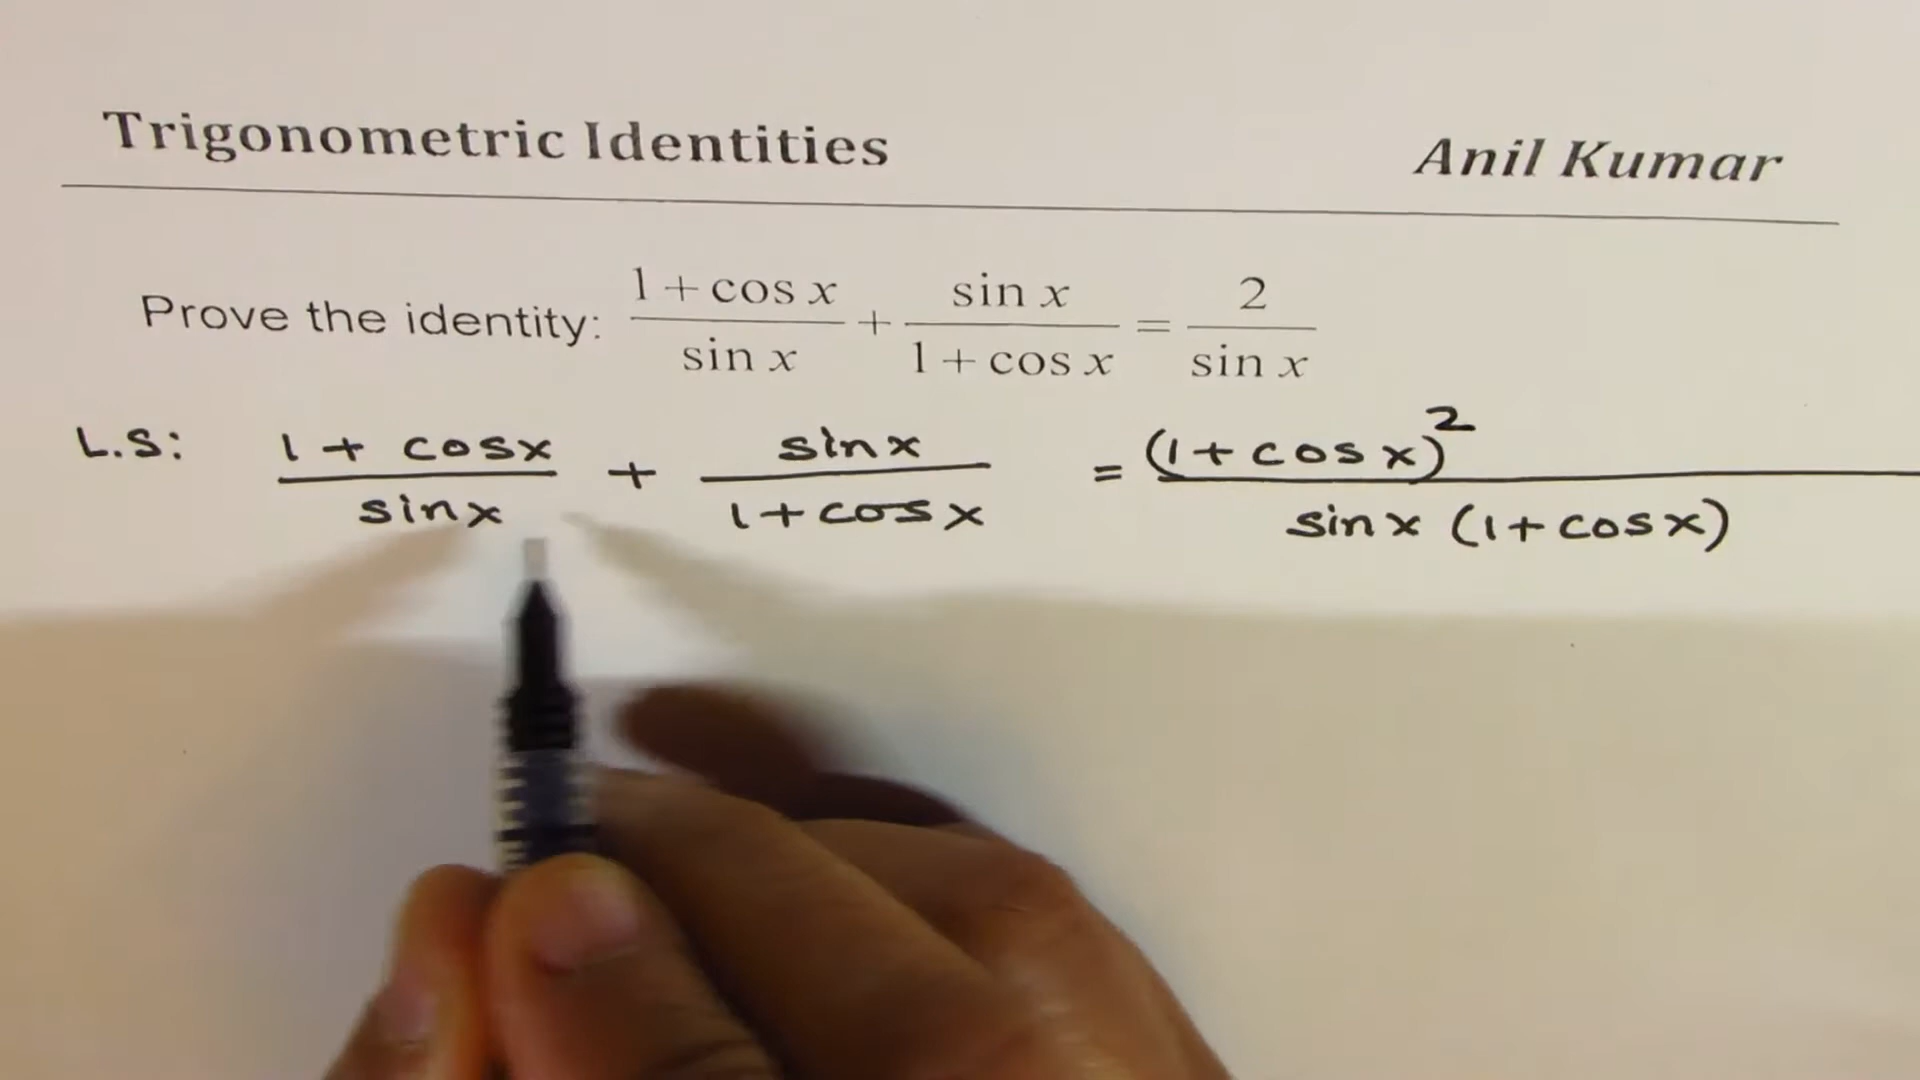 Trigonometric Identities Anil Kumar
Prove the identity: (1 + cos x)/(sin x) + (sin x)/(1 + cos x) = 2/(sin x)
L.S: (1 + cosx)/(sinx) + (sinx)/(1 + cosx) = (1 + cosx)²/(sinx (1 + cosx))